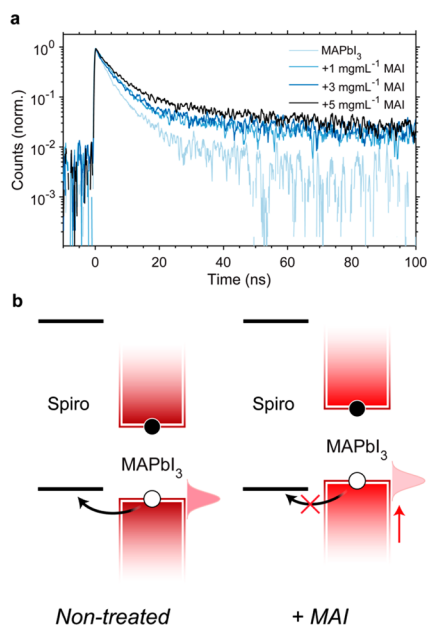 a
10⁰
10⁻¹
10⁻²
10⁻³
Counts (norm.)
MAPbI₃
+1 mgmL⁻¹ MAI
+3 mgmL⁻¹ MAI
+5 mgmL⁻¹ MAI
0 20 40 60 80 100
Time (ns)
b
Spiro
MAPbI₃
Spiro
MAPbI₃
Non-treated
+ MAI